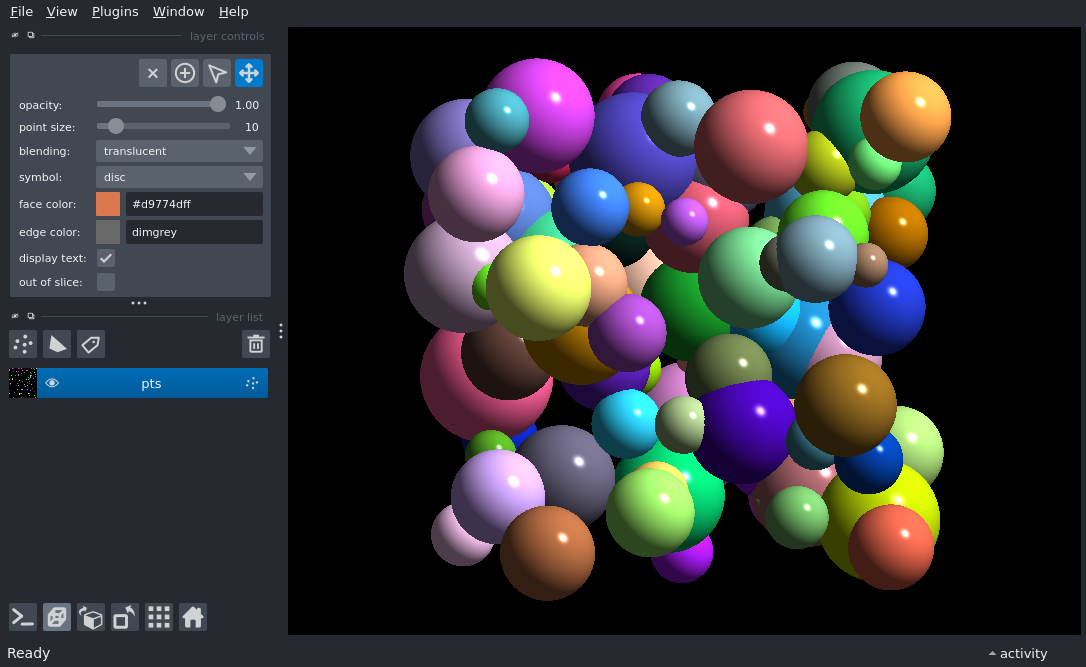 File View Plugins Window Help
layer controls
opacity: 1.00
point size: 10
blending: translucent
symbol: disc
face color: #d9774dff
edge color: dimgrey
display text:
out of slice:
layer list
pts
Ready
activity